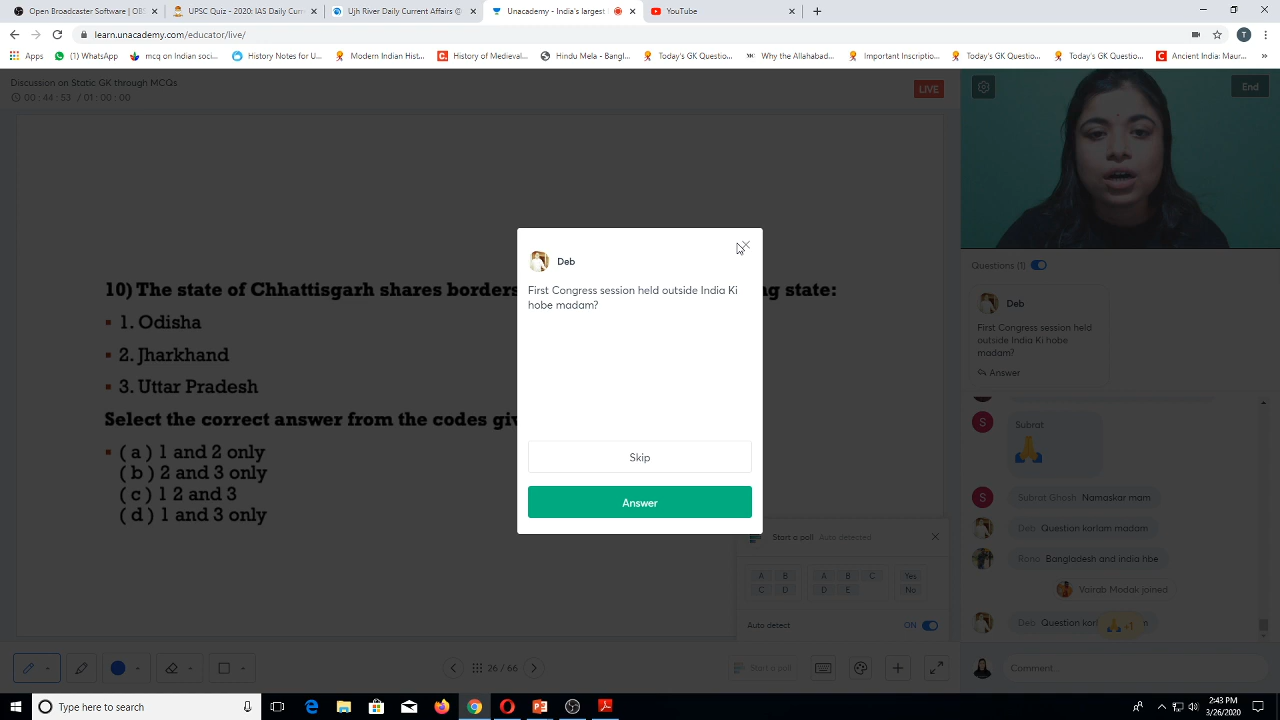 Open Broadcaster Software | OBS
UPSC Quiz - 2020: IAS Daily Curr
Ujh River Daily Current Affairs @
Unacademy - India's largest
YouTube
learn.unacademy.com/educator/live/
Apps
(1) WhatsApp
mcq on Indian soci...
History Notes for U...
Modern Indian Hist...
History of Medieval...
Hindu Mela - Bangl...
Today's GK Questio...
Why the Allahabad...
Important Inscriptio...
Today's GK Questio...
Today's GK Questio...
Ancient India: Maur...
Discussion on Static GK through MCQs
00 : 44 : 53 / 01 : 00 : 00
LIVE
End
10) The state of Chhattisgarh shares borders
g state:
1. Odisha
2. Jharkhand
3. Uttar Pradesh
Select the correct answer from the codes
( a ) 1 and 2 only
( b ) 2 and 3 only
( c ) 1 2 and 3
( d ) 1 and 3 only
Deb
First Congress session held outside India Ki
hobe madam?
Skip
Answer
Start a poll Auto detected
A B
C D
A B C
D E
Yes
No
Auto detect
ON
Questions (1)
Deb
First Congress session held
outside India Ki hobe
madam?
Answer
Subrat
S
S Subrat Ghosh Namaskar mam
Deb Question korlam madam
Rono Bangladesh and india hbe
Vairab Modak joined
Deb
+1
26 / 66
Start a poll
Comment...
Type here to search
2:43 PM
3/26/2020